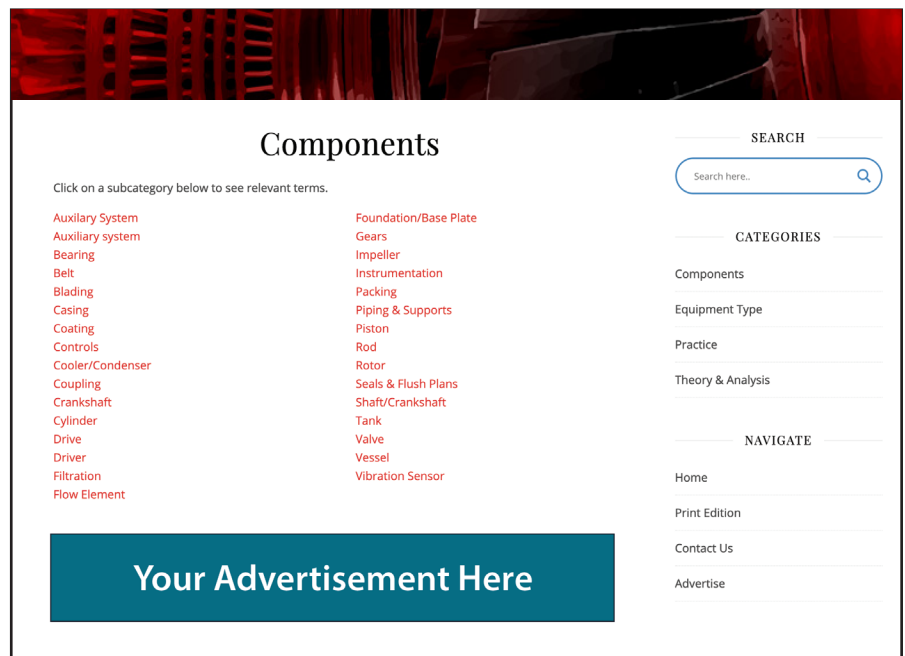 Components
Click on a subcategory below to see relevant terms.
Auxilary System
Auxiliary system
Bearing
Belt
Blading
Casing
Coating
Controls
Cooler/Condenser
Coupling
Crankshaft
Cylinder
Drive
Driver
Filtration
Flow Element
Foundation/Base Plate
Gears
Impeller
Instrumentation
Packing
Piping & Supports
Piston
Rod
Rotor
Seals & Flush Plans
Shaft/Crankshaft
Tank
Valve
Vessel
Vibration Sensor
Your Advertisement Here
SEARCH
Search here..
CATEGORIES
Components
Equipment Type
Practice
Theory & Analysis
NAVIGATE
Home
Print Edition
Contact Us
Advertise